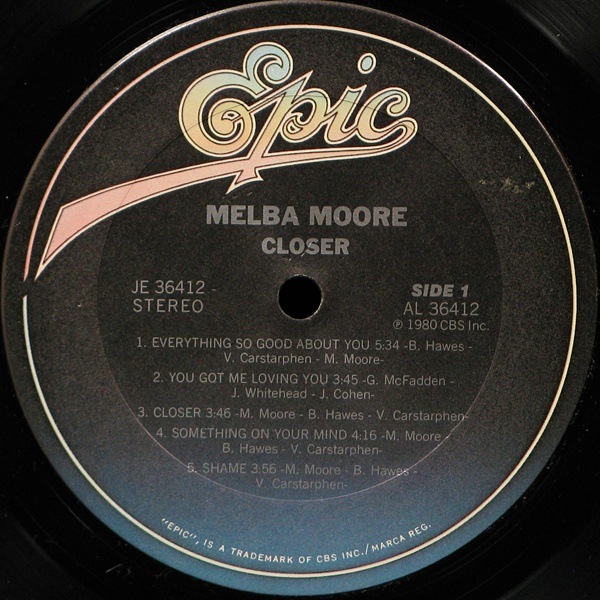 Epic
MELBA MOORE
CLOSER
JE 36412 -
STEREO
SIDE 1
AL 36412
℗ 1980 CBS Inc.
1. EVERYTHING SO GOOD ABOUT YOU 5:34 -B. Hawes -
V. Carstarphen - M. Moore-
2. YOU GOT ME LOVING YOU 3:45 -G. McFadden -
J. Whitehead - J. Cohen-
3. CLOSER 3:46 -M. Moore - B. Hawes - V. Carstarphen-
4. SOMETHING ON YOUR MIND 4:16 -M. Moore -
B. Hawes - V. Carstarphen-
5. SHAME 3:56 -M. Moore - B. Hawes -
V. Carstarphen-
"EPIC", IS A TRADEMARK OF CBS INC./MARCA REG.